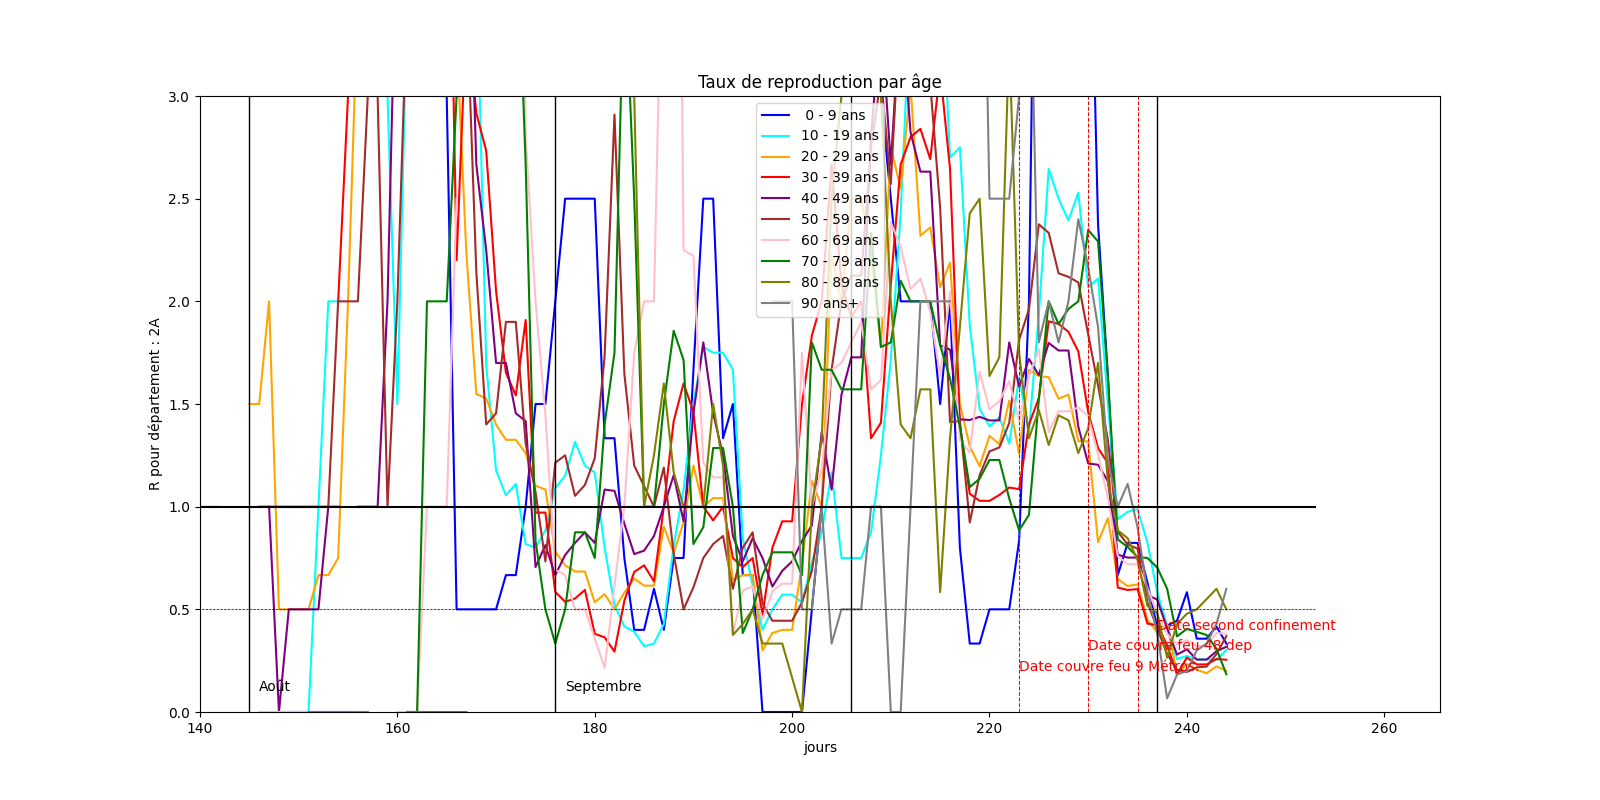 Taux de reproduction par âge
R pour département : 2A
3.0
2.5
2.0
1.5
1.0
0.5
0.0
0 - 9 ans
10 - 19 ans
20 - 29 ans
30 - 39 ans
40 - 49 ans
50 - 59 ans
60 - 69 ans
70 - 79 ans
80 - 89 ans
90 ans+
Date second confinement
Date couvre feu 48 dep
Date couvre feu 9 Métros
Août
Septembre
140
160
180
200
220
240
260
jours